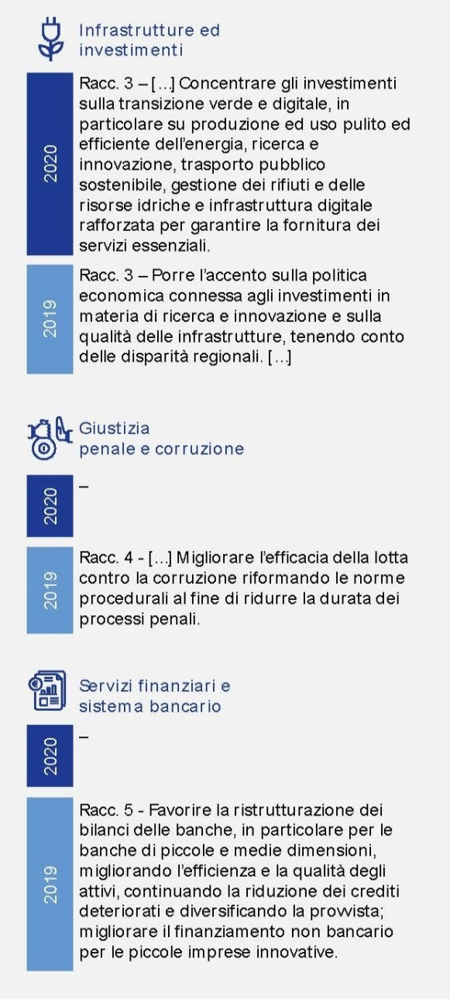 Infrastrutture ed
investimenti
2020
Racc. 3 – […] Concentrare gli investimenti
sulla transizione verde e digitale, in
particolare su produzione ed uso pulito ed
efficiente dell'energia, ricerca e
innovazione, trasporto pubblico
sostenibile, gestione dei rifiuti e delle
risorse idriche e infrastruttura digitale
rafforzata per garantire la fornitura dei
servizi essenziali.
2019
Racc. 3 – Porre l'accento sulla politica
economica connessa agli investimenti in
materia di ricerca e innovazione e sulla
qualità delle infrastrutture, tenendo conto
delle disparità regionali. […]
Giustizia
penale e corruzione
2020
–
2019
Racc. 4 - […] Migliorare l'efficacia della lotta
contro la corruzione riformando le norme
procedurali al fine di ridurre la durata dei
processi penali.
Servizi finanziari e
sistema bancario
2020
–
2019
Racc. 5 - Favorire la ristrutturazione dei
bilanci delle banche, in particolare per le
banche di piccole e medie dimensioni,
migliorando l'efficienza e la qualità degli
attivi, continuando la riduzione dei crediti
deteriorati e diversificando la provvista;
migliorare il finanziamento non bancario
per le piccole imprese innovative.